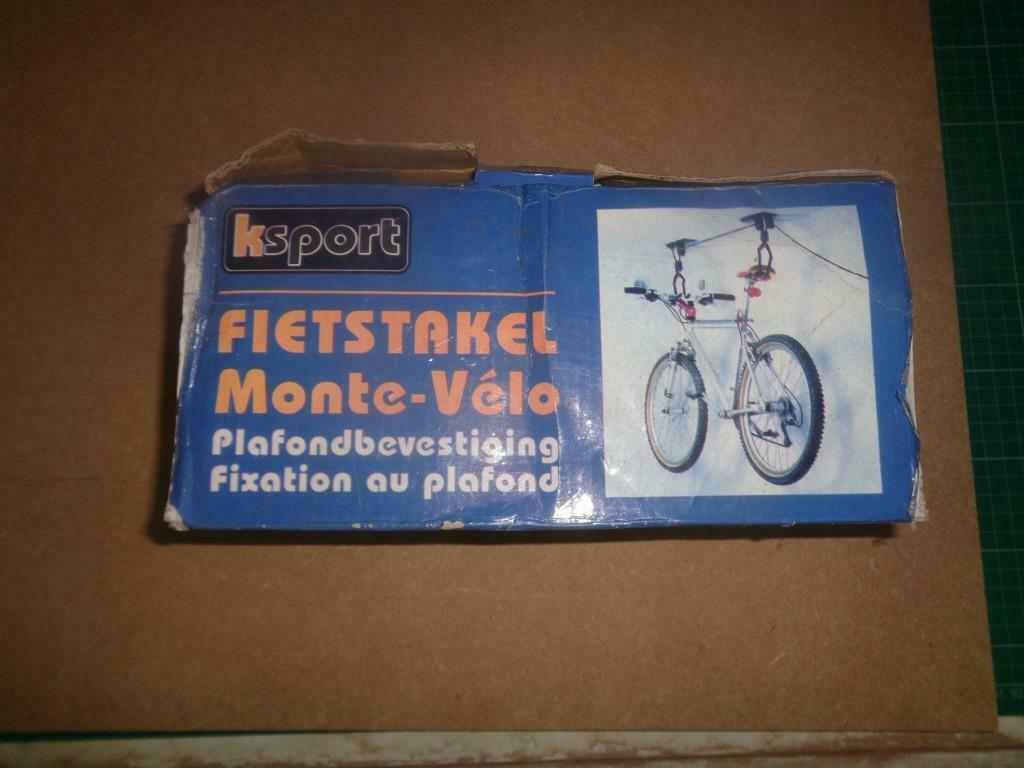 ksport
FIETSTAKEL
Monte-Vélo
Plafondbevestiging
Fixation au plafond